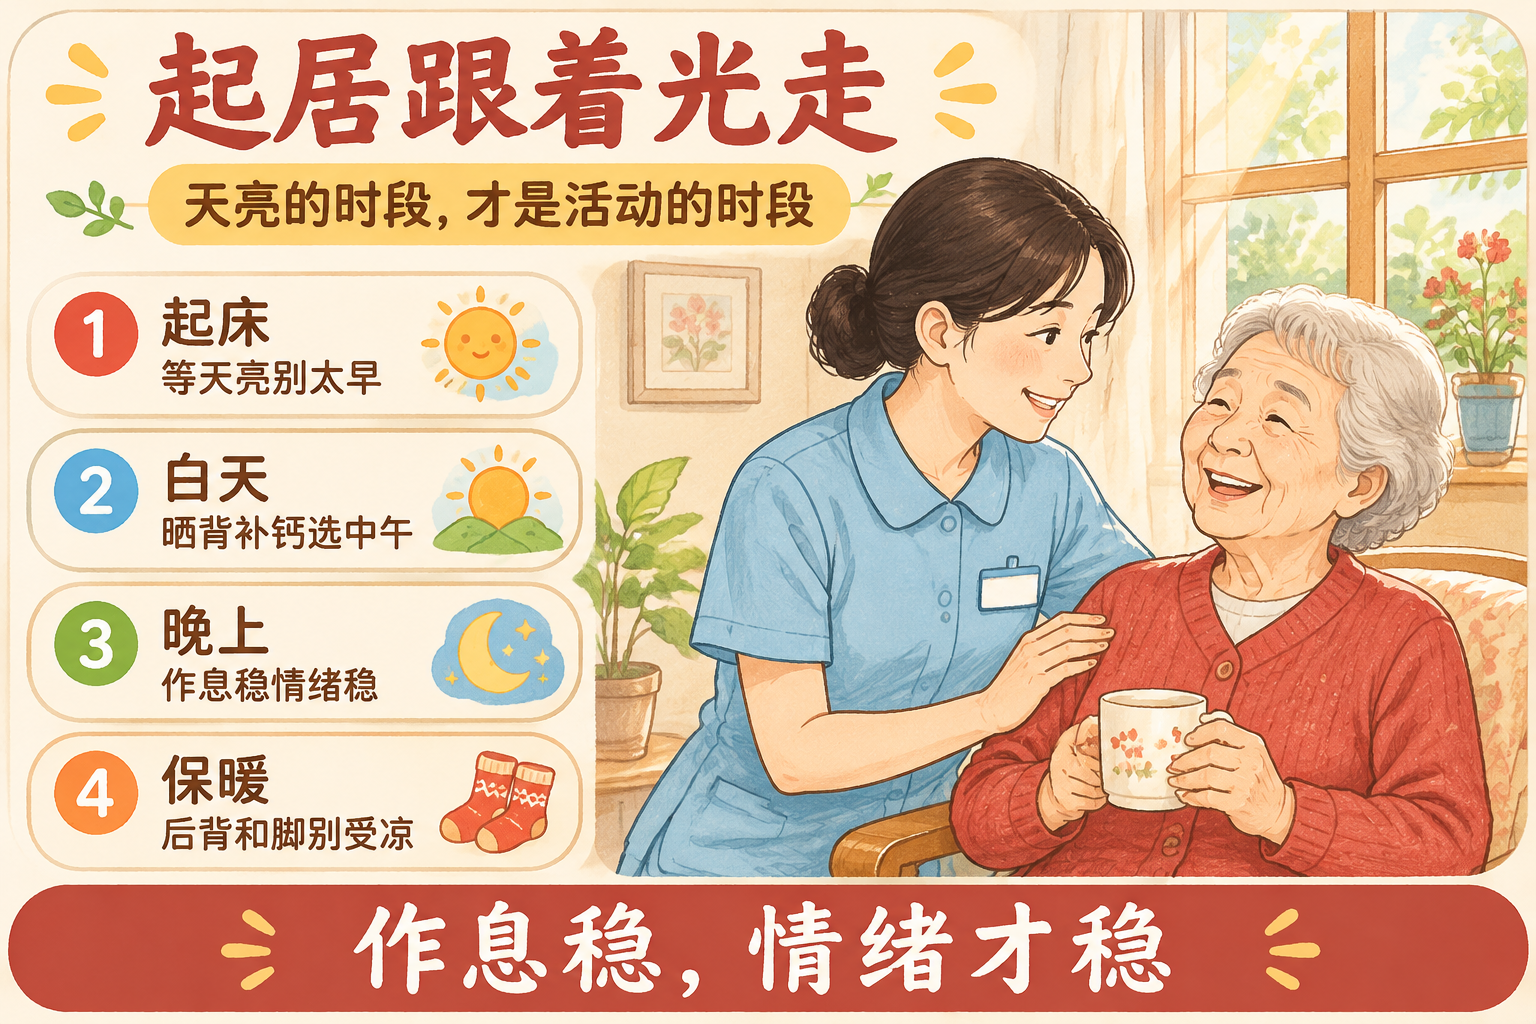 起居跟着光走
天亮的时段，才是活动的时段
1
起床
等天亮别太早
2
白天
晒背补钙选中午
3
晚上
作息稳情绪稳
4
保暖
后背和脚别受凉
作息稳，情绪才稳